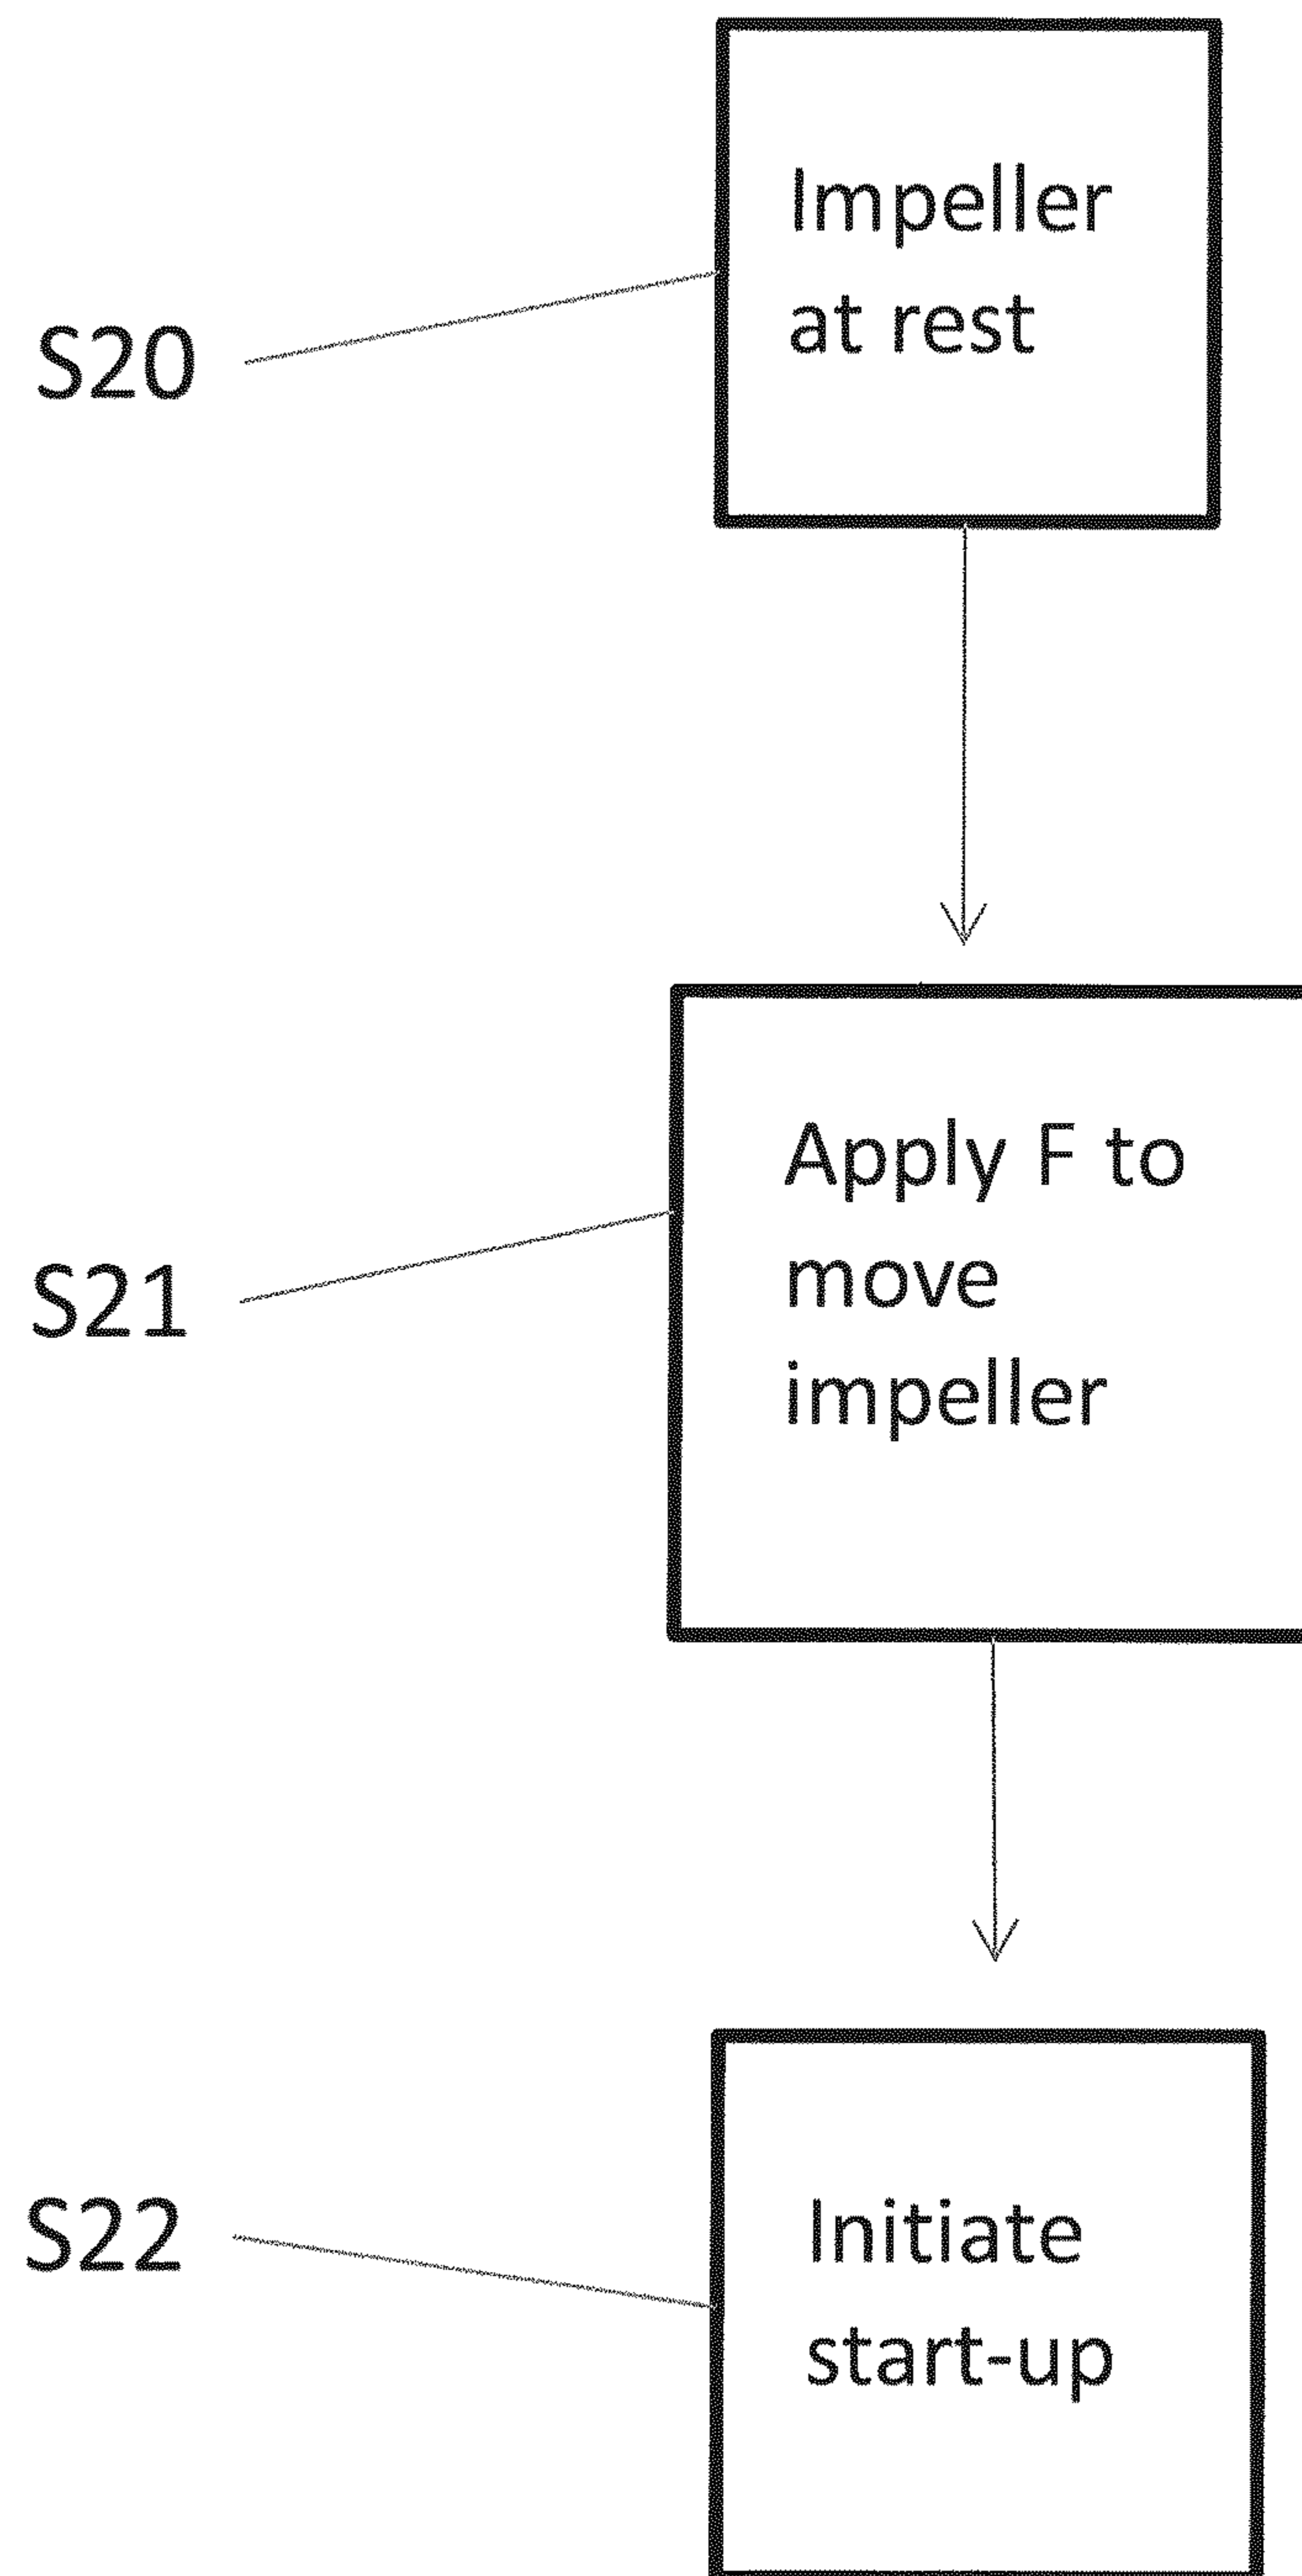 S20
Impeller
at rest
S21
Apply F to
move
impeller
S22
Initiate
start-up